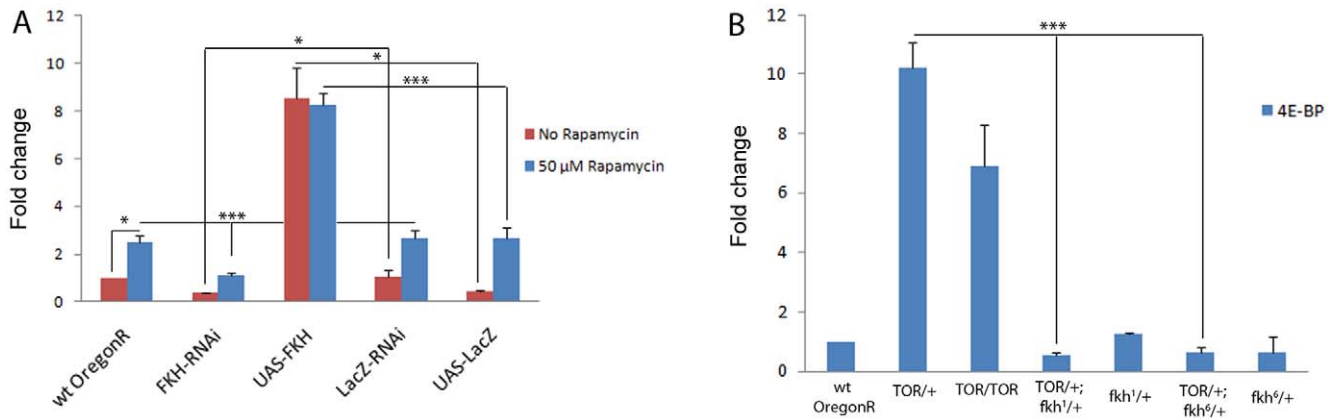 A
Fold change
12
10
8
6
4
2
0
*
*
***
*
***
No Rapamycin
50 µM Rapamycin
wt OregonR
FKH-RNAi
UAS-FKH
LacZ-RNAi
UAS-LacZ
B
Fold change
12
10
8
6
4
2
0
***
4E-BP
wt
OregonR
TOR/+
TOR/TOR
TOR/+;
fkh¹/+
fkh¹/+
TOR/+;
fkh⁶/+
fkh⁶/+